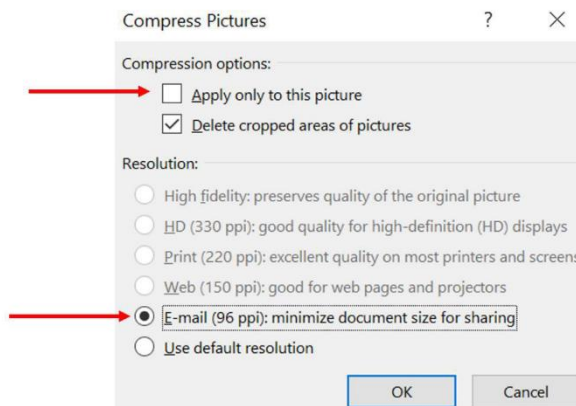 Compress Pictures ? ×
Compression options:
Apply only to this picture
Delete cropped areas of pictures
Resolution:
High fidelity: preserves quality of the original picture
HD (330 ppi): good quality for high-definition (HD) displays
Print (220 ppi): excellent quality on most printers and screens
Web (150 ppi): good for web pages and projectors
E-mail (96 ppi): minimize document size for sharing
Use default resolution
OK Cancel